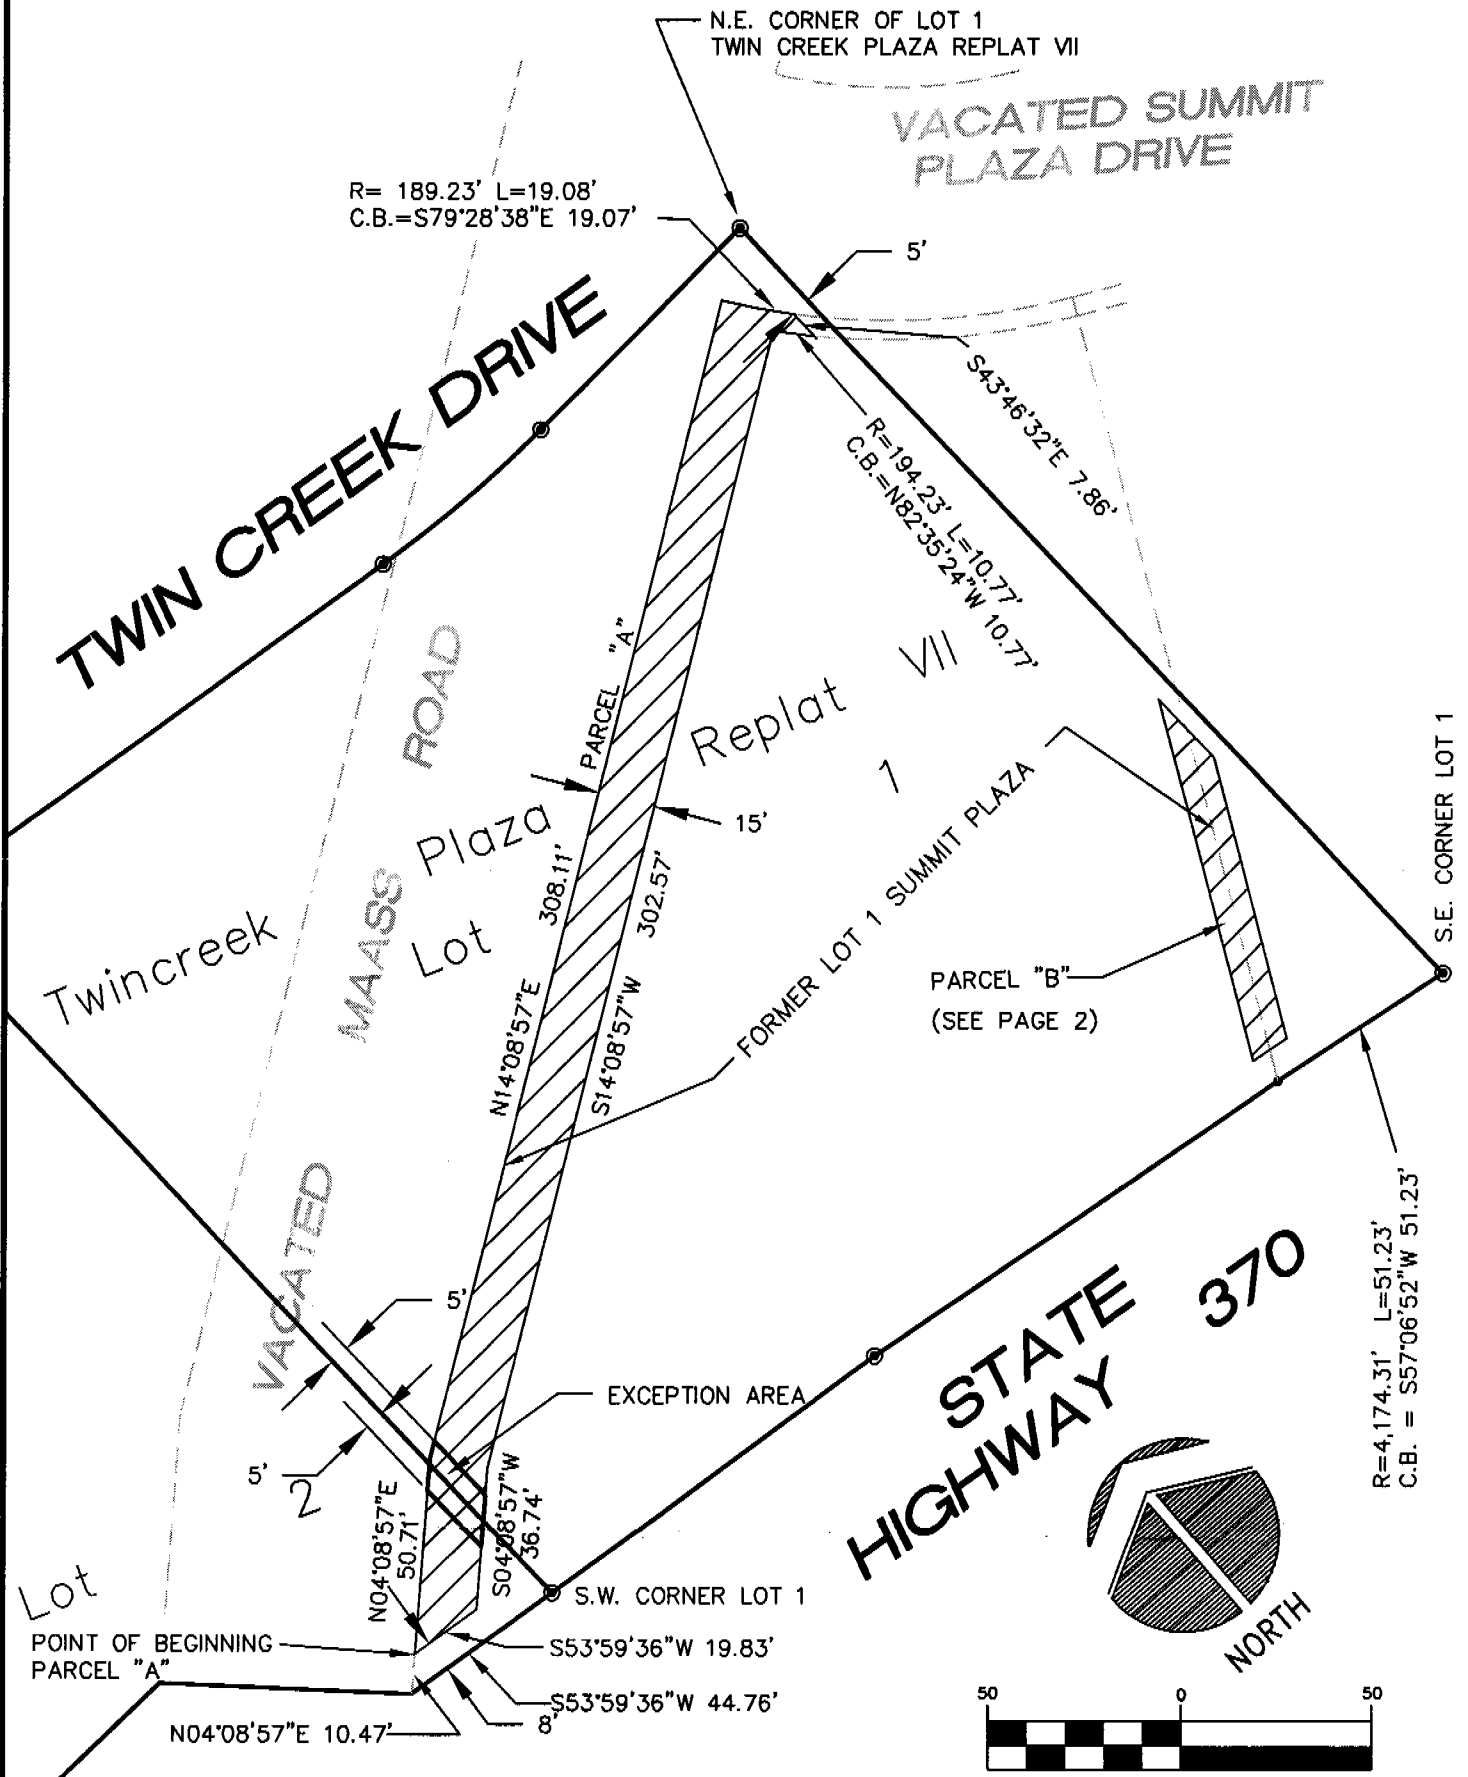 N.E. CORNER OF LOT 1
TWIN CREEK PLAZA REPLAT VII
VACATED SUMMIT
PLAZA DRIVE
R= 189.23' L=19.08'
C.B.=S79°28'38"E 19.07'
5'
TWIN CREEK DRIVE
S43°46'32"E 7.86'
R=194.23' L=10.77'
C.B.=N82°35'24"W 10.77'
PARCEL "A"
VACATED MAASS ROAD
Twincreek Plaza Replat VII
Lot 1
15'
308.11'
302.57'
N14°08'57"E
S14°08'57"W
FORMER LOT 1 SUMMIT PLAZA
PARCEL "B"
(SEE PAGE 2)
S.E. CORNER LOT 1
R=4,174.31' L=51.23'
C.B. = S57°06'52"W 51.23'
STATE
HIGHWAY 370
5'
EXCEPTION AREA
5'
Lot 2
N04°08'57"E
50.71'
S04°08'57"W
36.74'
S.W. CORNER LOT 1
POINT OF BEGINNING
PARCEL "A"
S53°59'36"W 19.83'
S53°59'36"W 44.76'
8'
N04°08'57"E 10.47'
NORTH
50 0 50